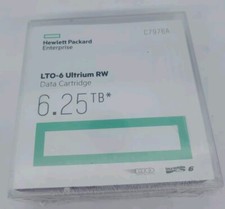 Hewlett Packard
Enterprise
C7976A
LTO-6 Ultrium RW
Data Cartridge
6.25TB*